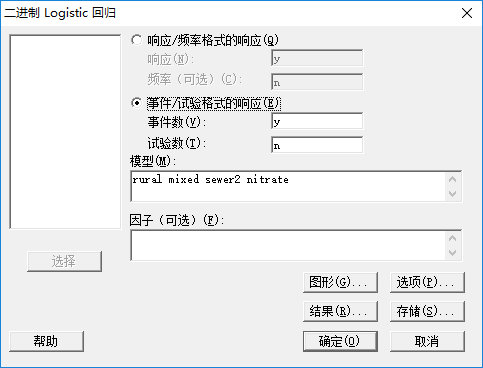 二进制 Logistic 回归
响应/频率格式的响应(Q)
响应(N): y
频率（可选）(C): n
事件/试验格式的响应(E)
事件数(V): y
试验数(T): n
模型(M):
rural mixed sewer2 nitrate
因子（可选）(F):
选择
图形(G)... 选项(P)...
结果(R)... 存储(S)...
帮助 确定(O) 取消